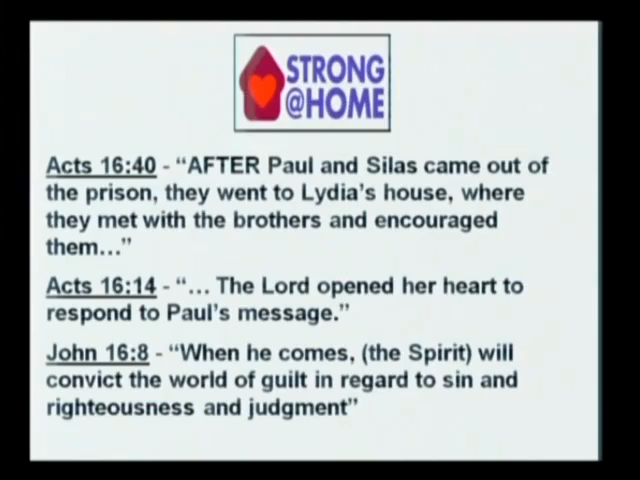 STRONG
@HOME
Acts 16:40 - “AFTER Paul and Silas came out of
the prison, they went to Lydia’s house, where
they met with the brothers and encouraged
them…”
Acts 16:14 - “… The Lord opened her heart to
respond to Paul’s message.”
John 16:8 - “When he comes, (the Spirit) will
convict the world of guilt in regard to sin and
righteousness and judgment”